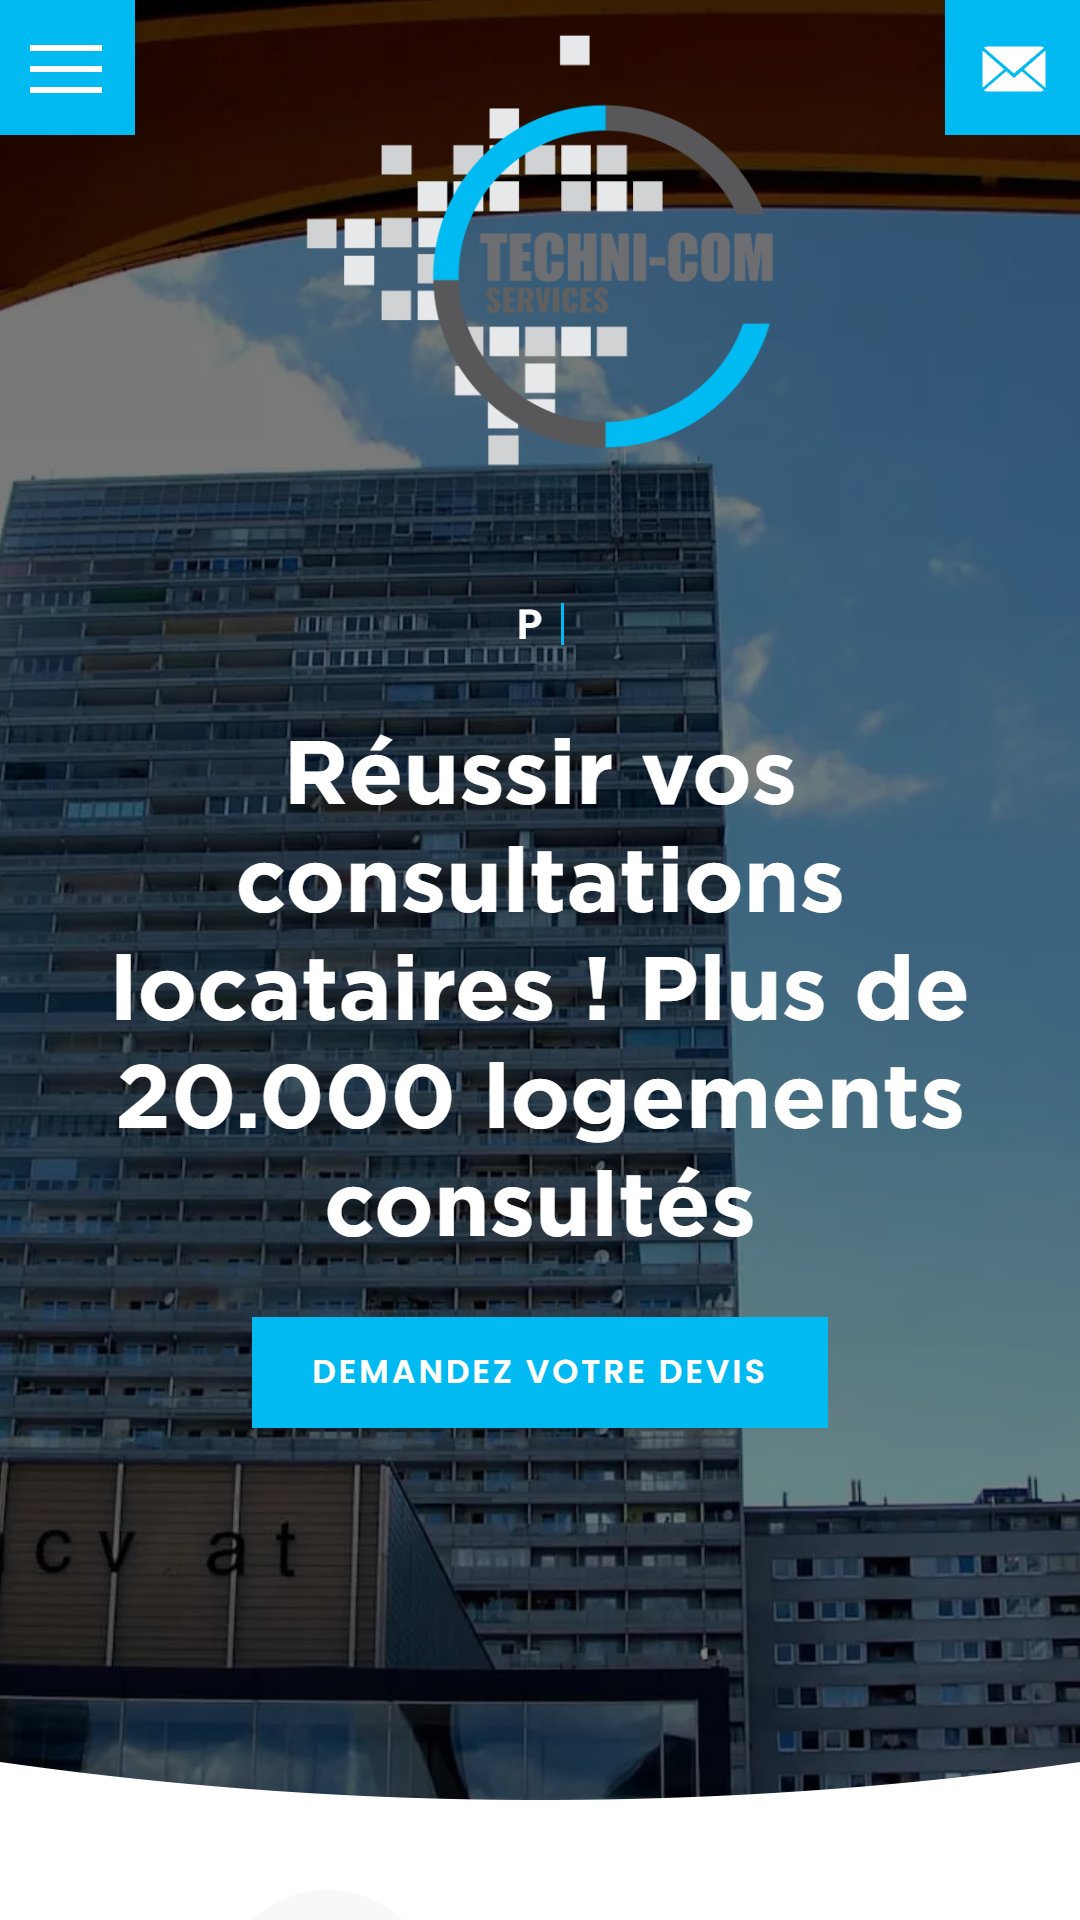 TECHNI-COM
SERVICES
P
Réussir vos
consultations
locataires ! Plus de
20.000 logements
consultés
DEMANDEZ VOTRE DEVIS
cv at